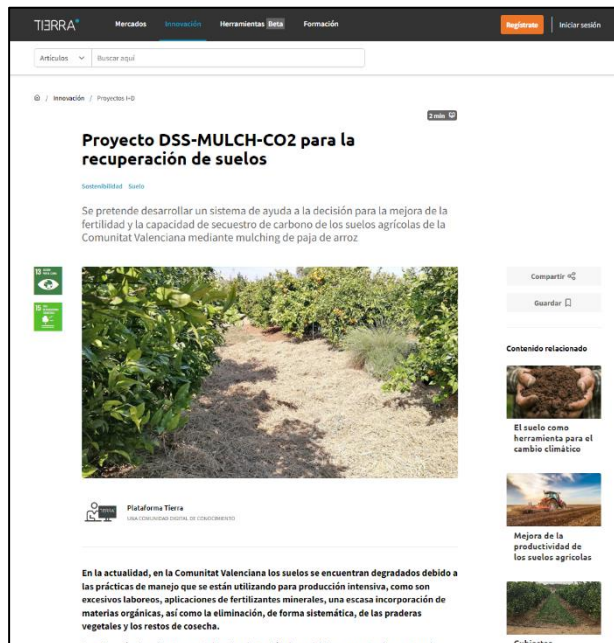 TIERRA
Mercados Innovación Herramientas Beta Formación Regístrate Iniciar sesión
Artículos Buscar aquí
/ Innovación / Proyectos I+D
2 min
Proyecto DSS-MULCH-CO2 para la
recuperación de suelos
Sostenibilidad Suelo
Se pretende desarrollar un sistema de ayuda a la decisión para la mejora de la
fertilidad y la capacidad de secuestro de carbono de los suelos agrícolas de la
Comunitat Valenciana mediante mulching de paja de arroz
13
15
Compartir
Guardar
Contenido relacionado
El suelo como
herramienta para el
cambio climático
Mejora de la
productividad de
los suelos agrícolas
Plataforma Tierra
UNA COMUNIDAD DIGITAL DE CONOCIMIENTO
En la actualidad, en la Comunitat Valenciana los suelos se encuentran degradados debido a
las prácticas de manejo que se están utilizando para producción intensiva, como son
excesivos laboreos, aplicaciones de fertilizantes minerales, una escasa incorporación de
materias orgánicas, así como la eliminación, de forma sistemática, de las praderas
vegetales y los restos de cosecha.